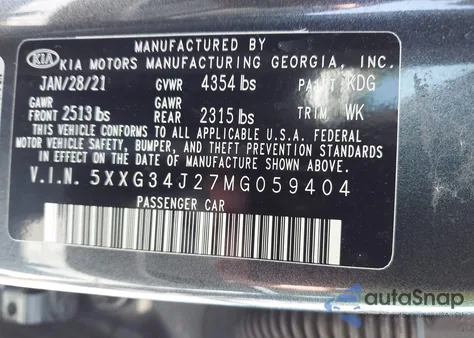 MANUFACTURED BY
KIA KIA MOTORS MANUFACTURING GEORGIA, INC.
JAN/28/21 GVWR 4354 lbs PAINT KDG
GAWR GAWR
FRONT 2513 lbs REAR 2315 lbs TRIM WK
THIS VEHICLE CONFORMS TO ALL APPLICABLE U.S.A. FEDERAL
MOTOR VEHICLE SAFETY, BUMPER, AND THEFT PREVENTION STANDARDS
IN EFFECT ON THE DATE OF MANUFACTURE SHOWN ABOVE.
V.I.N. 5XXG34J27MG059404
PASSENGER CAR
autoSnap